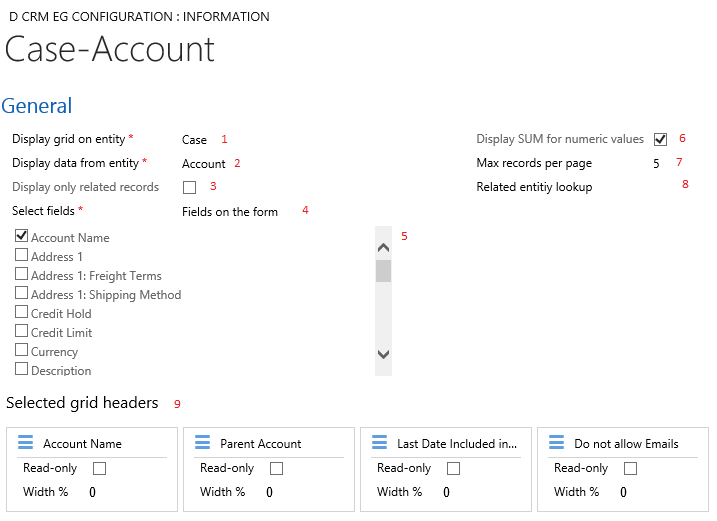 D CRM EG CONFIGURATION : INFORMATION
Case-Account
General
Display grid on entity * Case 1 Display SUM for numeric values 6
Display data from entity * Account 2 Max records per page 5 7
Display only related records 3 Related entitiy lookup 8
Select fields * Fields on the form 4
Account Name 5
Address 1
Address 1: Freight Terms
Address 1: Shipping Method
Credit Hold
Credit Limit
Currency
Description
Selected grid headers 9
Account Name Parent Account Last Date Included in... Do not allow Emails
Read-only Read-only Read-only Read-only
Width % 0 Width % 0 Width % 0 Width % 0